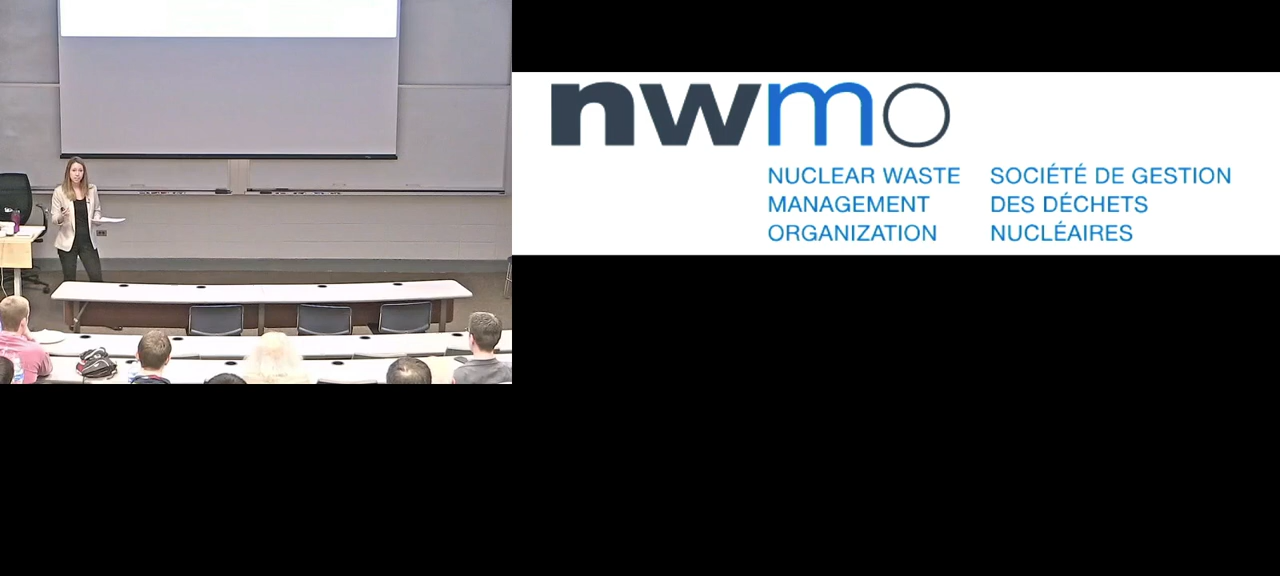 nwmo
NUCLEAR WASTE
MANAGEMENT
ORGANIZATION
SOCIÉTÉ DE GESTION
DES DÉCHETS
NUCLÉAIRES